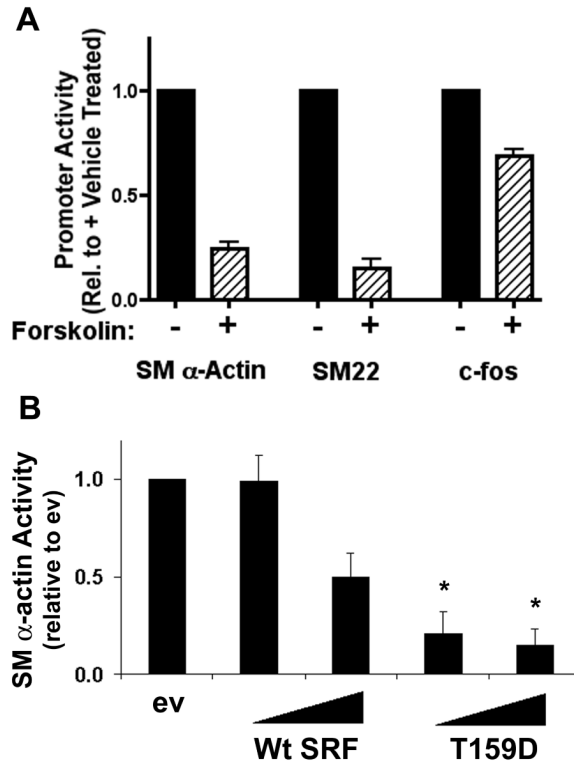 A
Promoter Activity
(Rel. to + Vehicle Treated)
1.0
0.5
0.0
Forskolin: - + - + - +
SM α-Actin SM22 c-fos
B
SM α-actin Activity
(relative to ev)
1.0
0.5
0.0
* *
ev
Wt SRF T159D